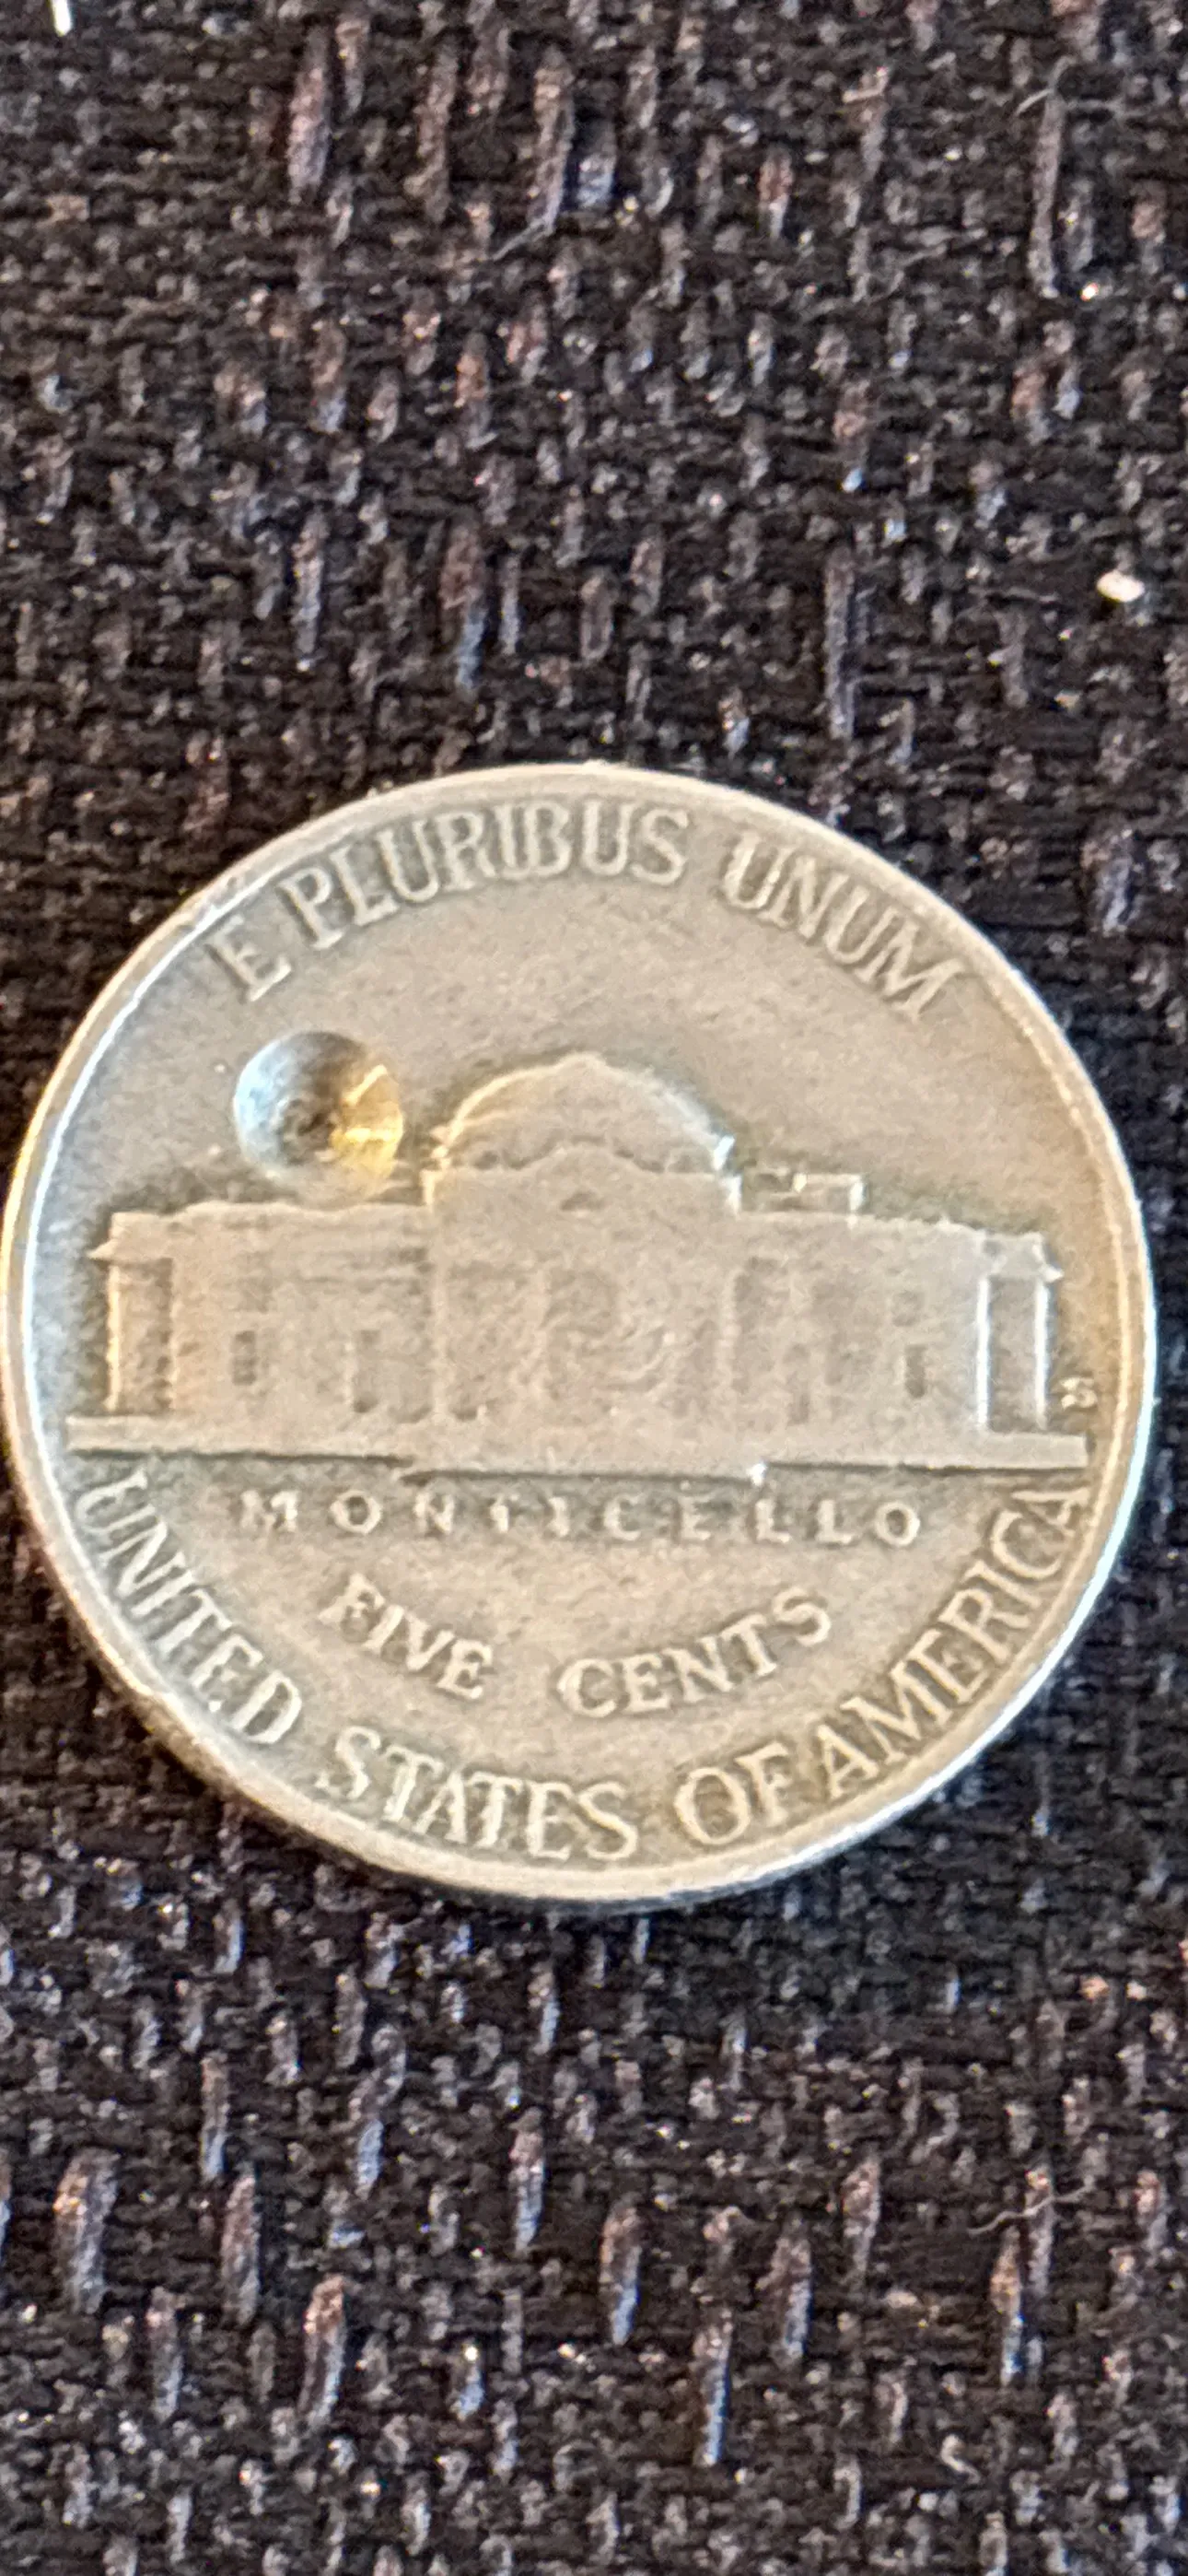 E PLURIBUS UNUM
S
MONTICELLO
FIVE CENTS
UNITED STATES OF AMERICA